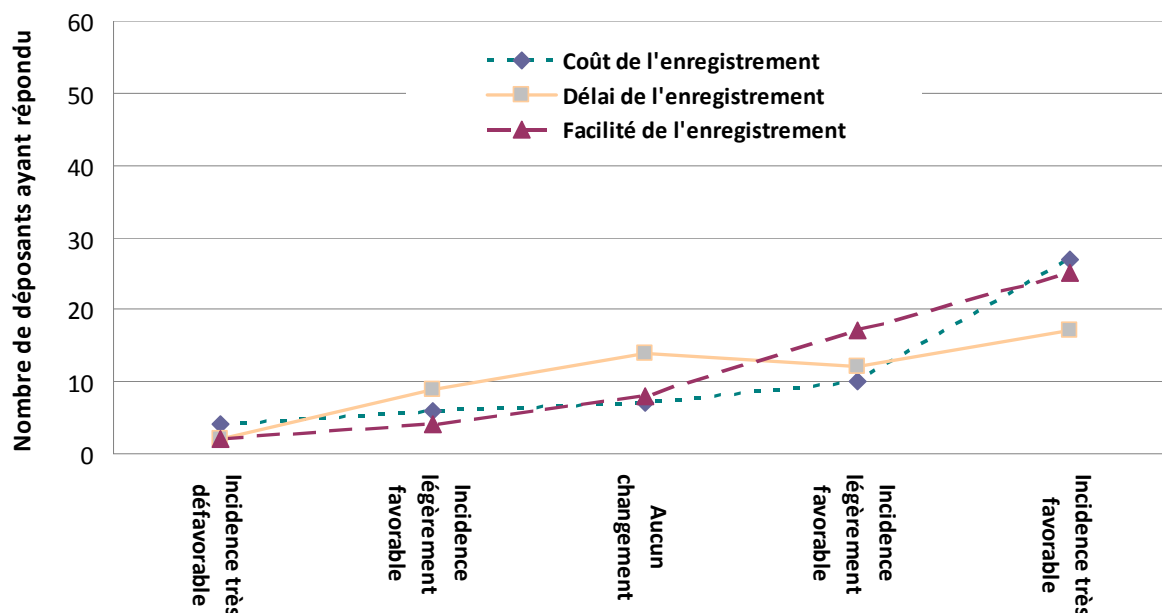 60
50
40
30
20
10
0
Nombre de déposants ayant répondu
Coût de l'enregistrement
Délai de l'enregistrement
Facilité de l'enregistrement
Incidence très
défavorable
Incidence
légèrement
favorable
Aucun
changement
Incidence
légèrement
favorable
Incidence très
favorable